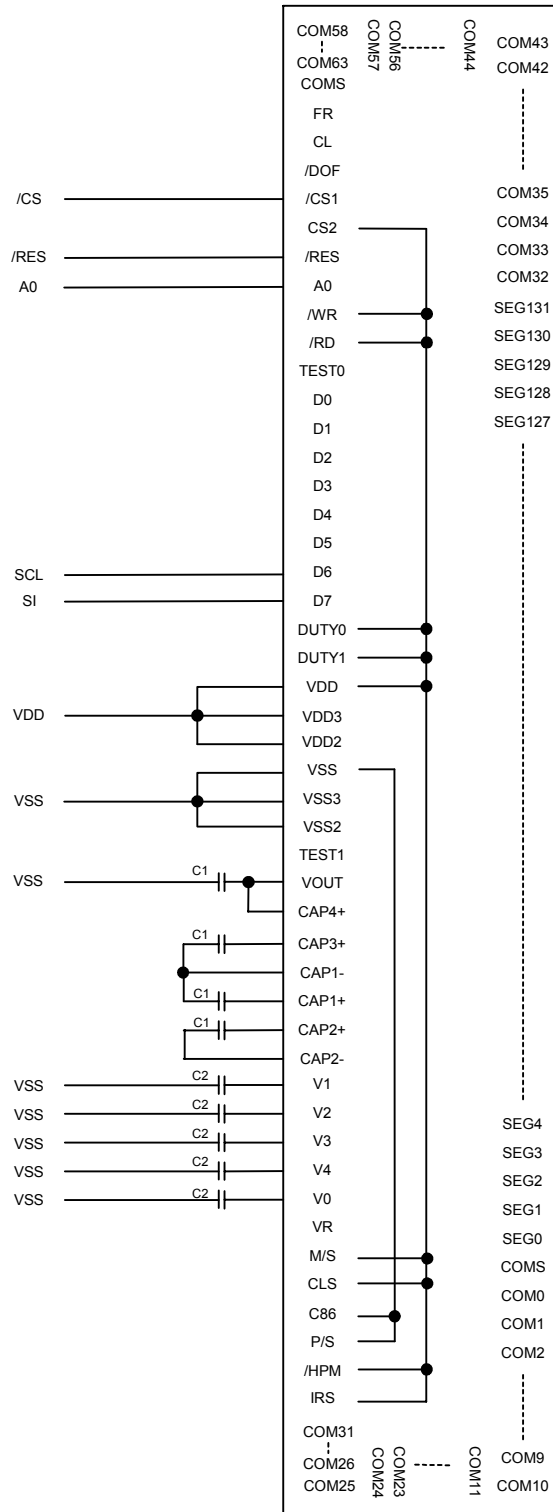 COM58
COM63
COMS
COM57
COM56
COM44
COM43
COM42
FR
CL
/DOF
/CS
/CS1
COM35
CS2
COM34
/RES
/RES
COM33
A0
A0
COM32
/WR
SEG131
/RD
SEG130
TEST0
SEG129
D0
SEG128
D1
SEG127
D2
D3
D4
D5
SCL
D6
SI
D7
DUTY0
DUTY1
VDD
VDD
VDD3
VDD2
VSS
VSS
VSS3
VSS2
TEST1
VSS
C1
VOUT
CAP4+
C1
CAP3+
CAP1-
C1
CAP1+
C1
CAP2+
CAP2-
VSS
C2
V1
VSS
C2
V2
SEG4
VSS
C2
V3
SEG3
VSS
C2
V4
SEG2
VSS
C2
V0
SEG1
VR
SEG0
M/S
COMS
CLS
COM0
C86
COM1
P/S
COM2
/HPM
IRS
COM31
COM26
COM25
COM24
COM23
COM11
COM9
COM10